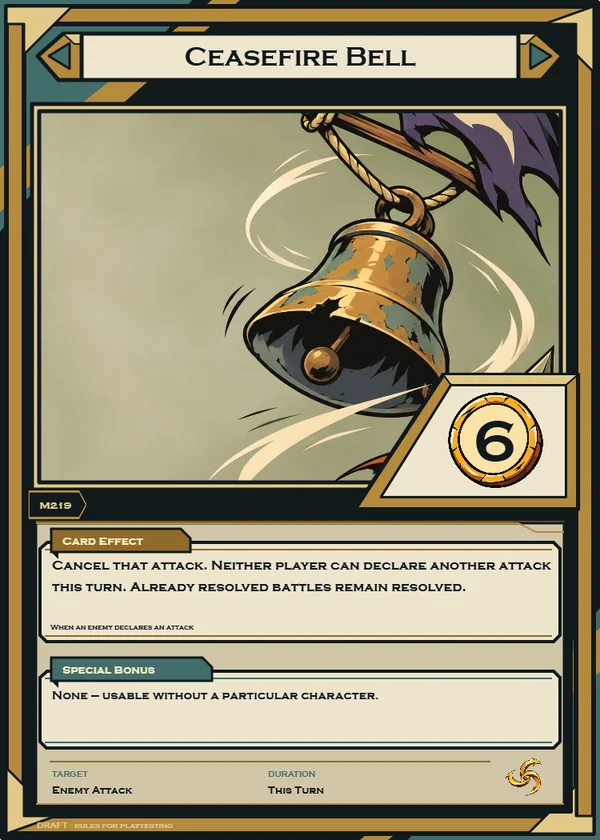 Ceasefire Bell
6
M219
Card Effect
Cancel that attack. Neither player can declare another attack
this turn. Already resolved battles remain resolved.
When an enemy declares an attack
Special Bonus
None – usable without a particular character.
Target
Duration
Enemy Attack
This Turn
DRAFT · Rules for playtesting